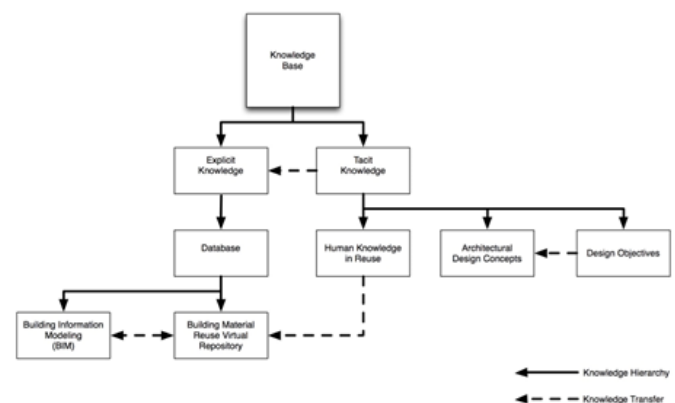 Knowledge
Base
Explicit
Knowledge
Tacit
Knowledge
Database
Human Knowledge
in Reuse
Architectural
Design Concepts
Design Objectives
Building Information
Modeling
(BIM)
Building Material
Reuse Virtual
Repository
Knowledge Hierarchy
Knowledge Transfer